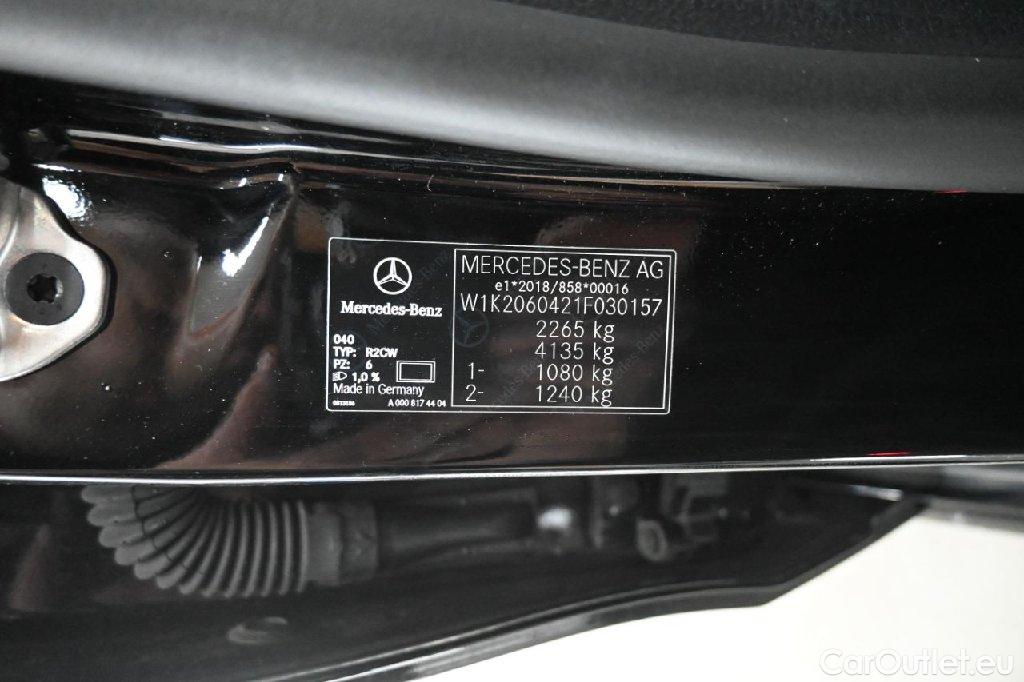 Mercedes-Benz
040
TYP: R2CW
PZ: 6
1,0 %
Made in Germany
A 000 817 44 04
MERCEDES-BENZ AG
e1*2018/858*00016
W1K2060421F030157
2265 kg
4135 kg
1- 1080 kg
2- 1240 kg
CarOutlet.eu